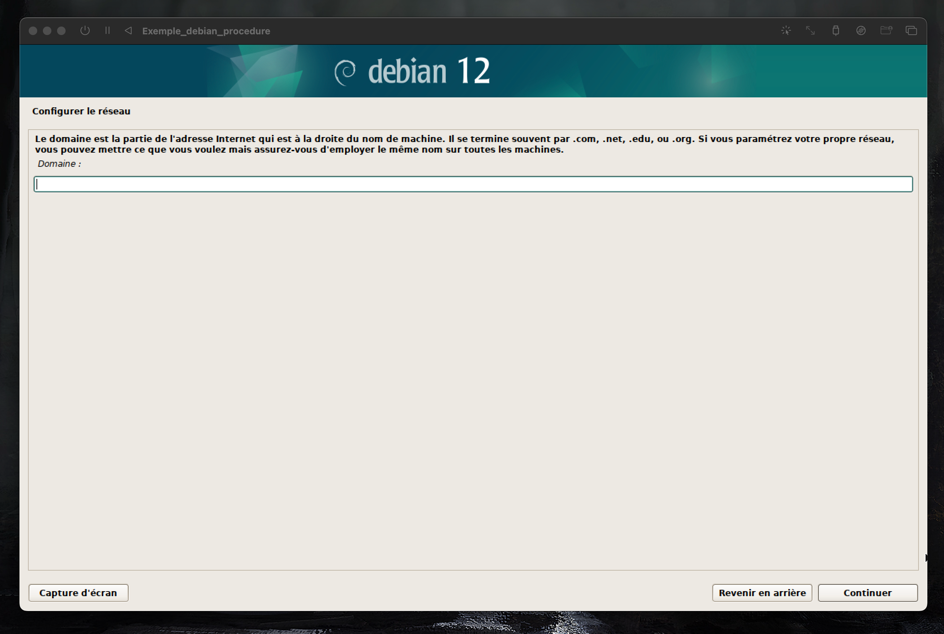 Exemple_debian_procedure
debian 12
Configurer le réseau
Le domaine est la partie de l'adresse Internet qui est à la droite du nom de machine. Il se termine souvent par .com, .net, .edu, ou .org. Si vous paramétrez votre propre réseau,
vous pouvez mettre ce que vous voulez mais assurez-vous d'employer le même nom sur toutes les machines.
Domaine :
Capture d'écran
Revenir en arrière
Continuer